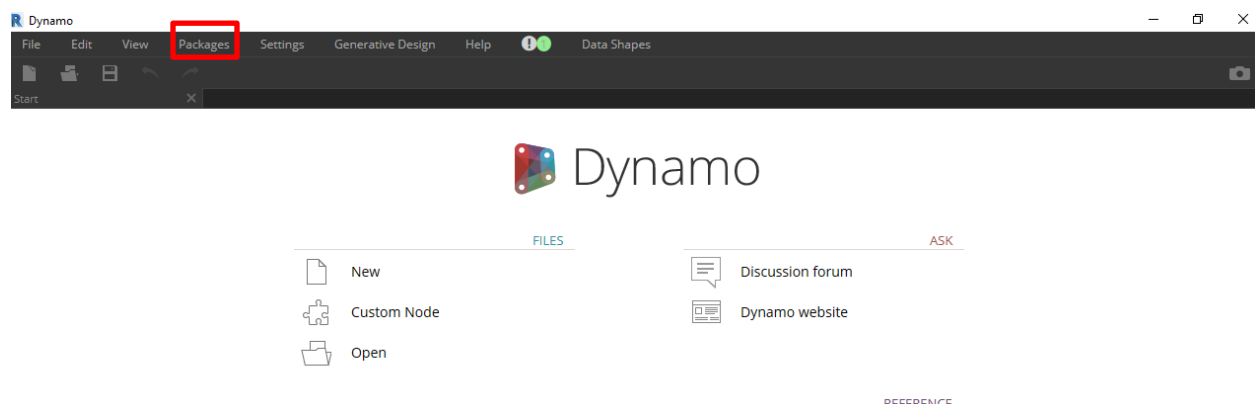 Dynamo
File Edit View Packages Settings Generative Design Help Data Shapes
Start
Dynamo
FILES
ASK
New
Discussion forum
Custom Node
Dynamo website
Open
REFERENCE